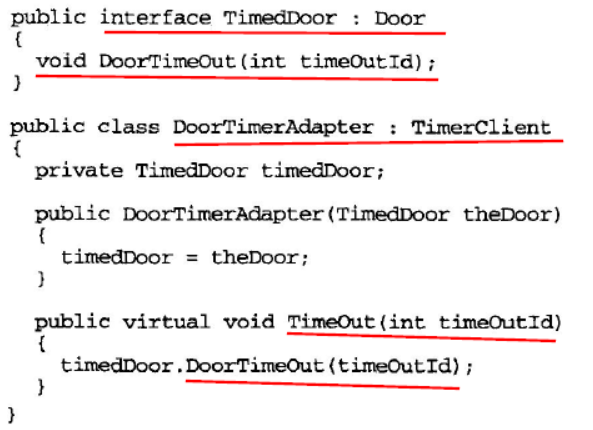 public interface TimedDoor : Door
{
void DoorTimeOut(int timeOutId);
}
public class DoorTimerAdapter : TimerClient
{
private TimedDoor timedDoor;
public DoorTimerAdapter(TimedDoor theDoor)
{
timedDoor = theDoor;
}
public virtual void TimeOut(int timeOutId)
{
timedDoor.DoorTimeOut(timeOutId);
}
}